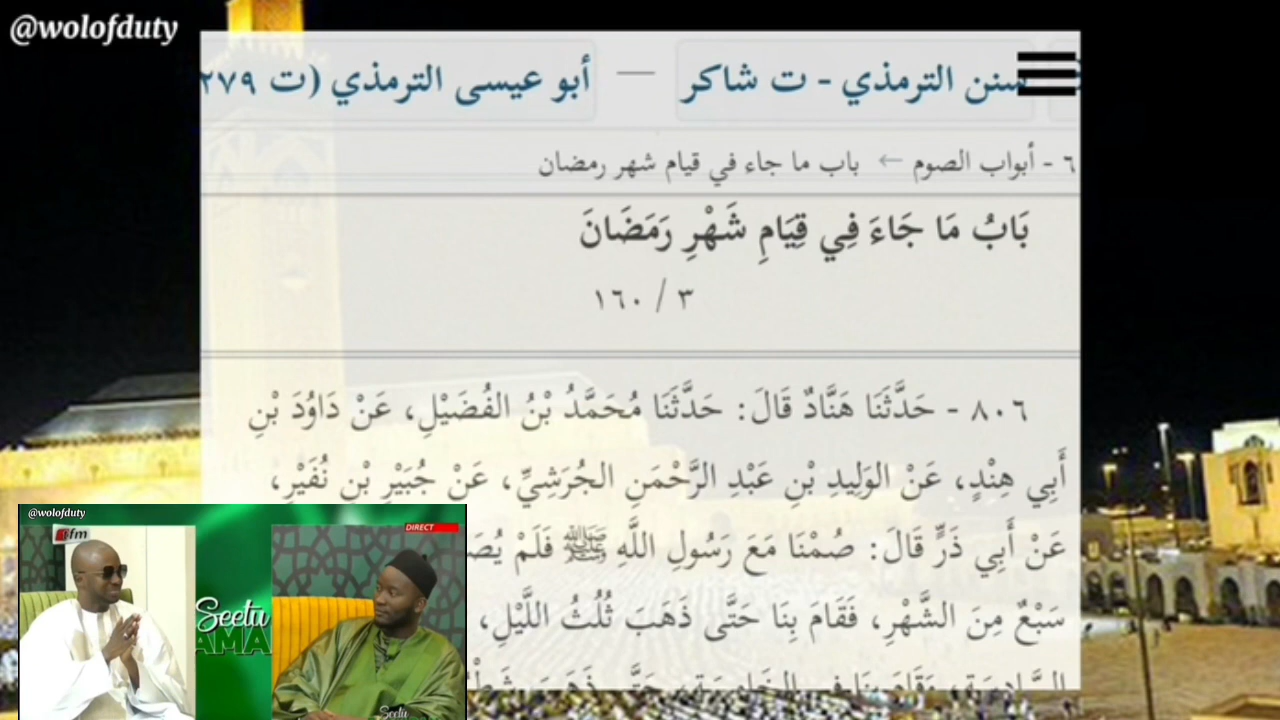 @wolofduty
سنن الترمذي - ت شاكر — أبو عيسى الترمذي (ت ٢٧٩
٦ - أبواب الصوم ← باب ما جاء في قيام شهر رمضان
بَابُ مَا جَاءَ فِي قِيَامِ شَهْرِ رَمَضَانَ
٣ / ١٦٠
٨٠٦ - حَدَّثَنَا هَنَّادٌ قَالَ: حَدَّثَنَا مُحَمَّدُ بْنُ الفُضَيْلِ، عَنْ دَاوُدَ بْنِ
أَبِي هِنْدٍ، عَنْ الوَلِيدِ بْنِ عَبْدِ الرَّحْمَنِ الجُرَشِيِّ، عَنْ جُبَيْرِ بْنِ نُفَيْرٍ،
عَنْ أَبِي ذَرٍّ قَالَ: صُمْنَا مَعَ رَسُولِ اللَّهِ ﷺ فَلَمْ يُصَ
سَبْعٌ مِنَ الشَّهْرِ، فَقَامَ بِنَا حَتَّى ذَهَبَ ثُلُثُ اللَّيْلِ،
@wolofduty
tfm
DIRECT
Seetu
AMA
Seetu